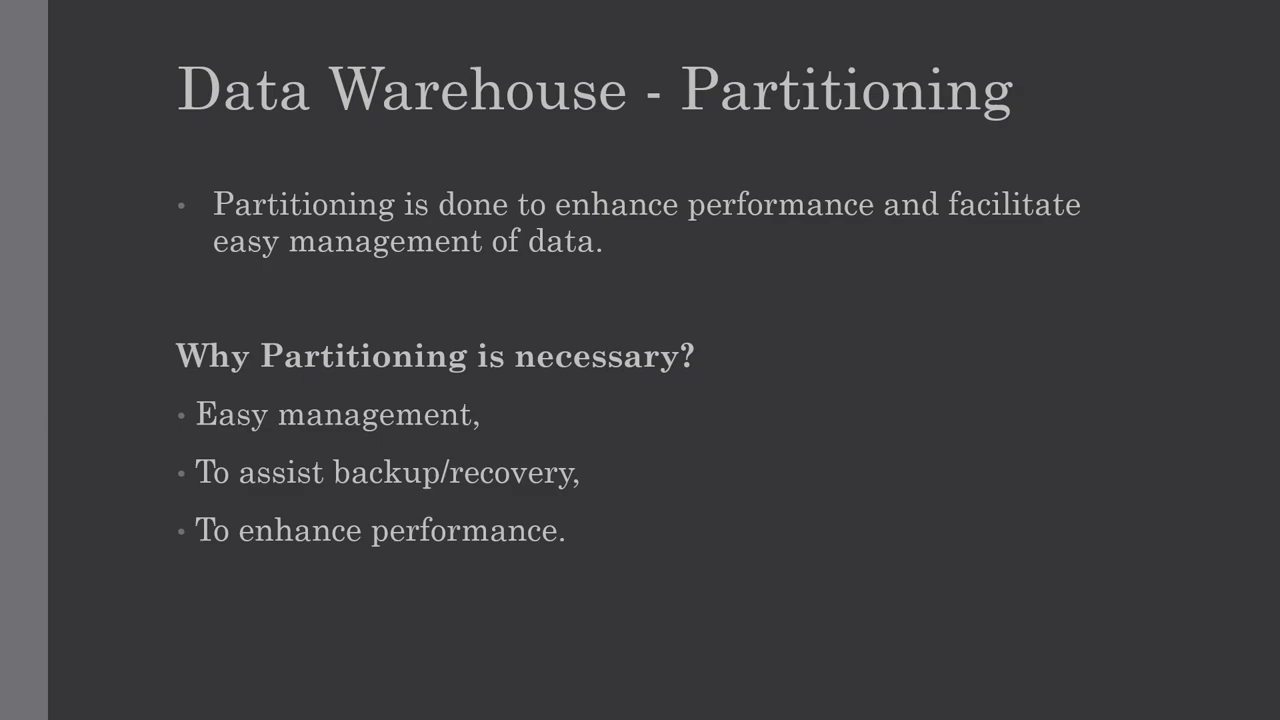 Data Warehouse - Partitioning
• Partitioning is done to enhance performance and facilitate
easy management of data.
Why Partitioning is necessary?
• Easy management,
• To assist backup/recovery,
• To enhance performance.